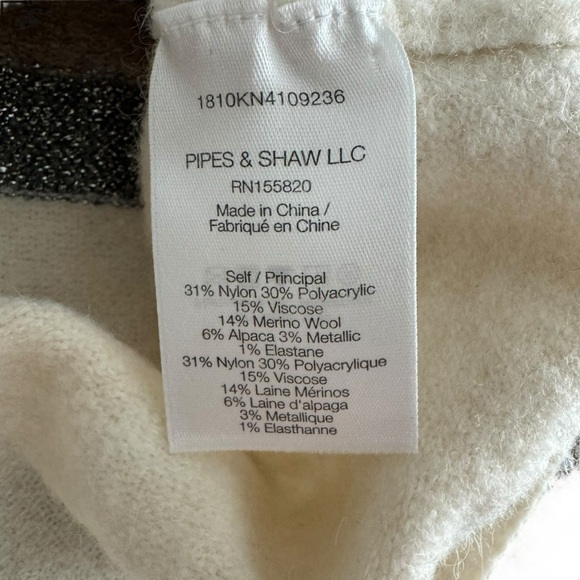 1810KN4109236
PIPES & SHAW LLC
RN155820
Made in China /
Fabriqué en Chine
Self / Principal
31% Nylon 30% Polyacrylic
15% Viscose
14% Merino Wool
6% Alpaca 3% Metallic
1% Elastane
31% Nylon 30% Polyacrylique
15% Viscose
14% Laine Mérinos
6% Laine d'alpaga
3% Metallique
1% Elasthanne